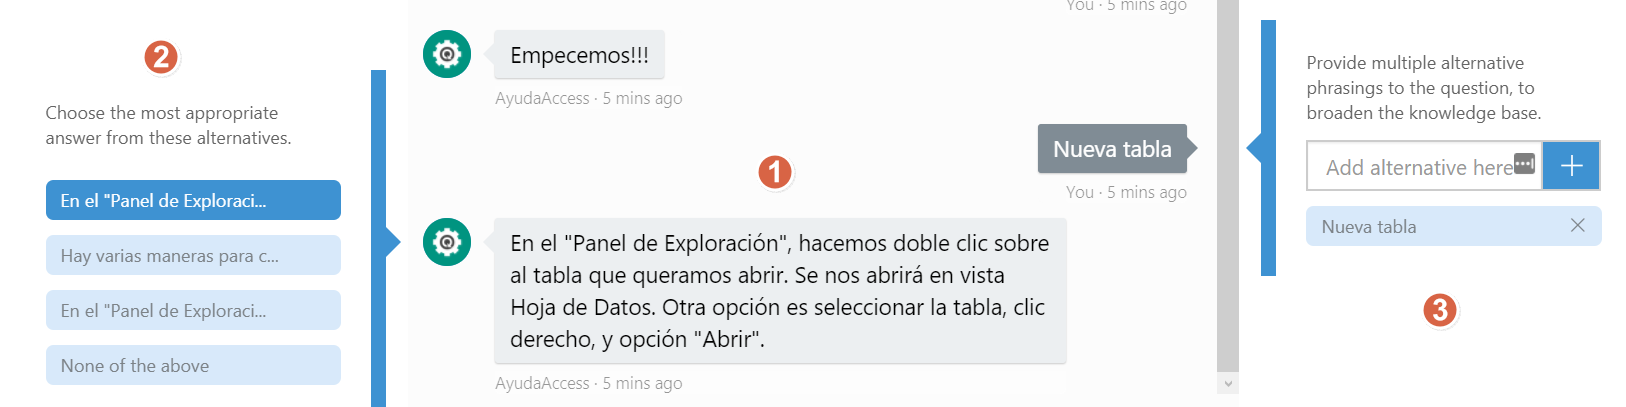 2
Choose the most appropriate
answer from these alternatives.
En el "Panel de Exploraci...
Hay varias maneras para c...
En el "Panel de Exploraci...
None of the above
You · 5 mins ago
Empecemos!!!
AyudaAccess · 5 mins ago
Nueva tabla
1
You · 5 mins ago
En el "Panel de Exploración", hacemos doble clic sobre
al tabla que queramos abrir. Se nos abrirá en vista
Hoja de Datos. Otra opción es seleccionar la tabla, clic
derecho, y opción "Abrir".
AyudaAccess · 5 mins ago
Provide multiple alternative
phrasings to the question, to
broaden the knowledge base.
Add alternative here
Nueva tabla
3